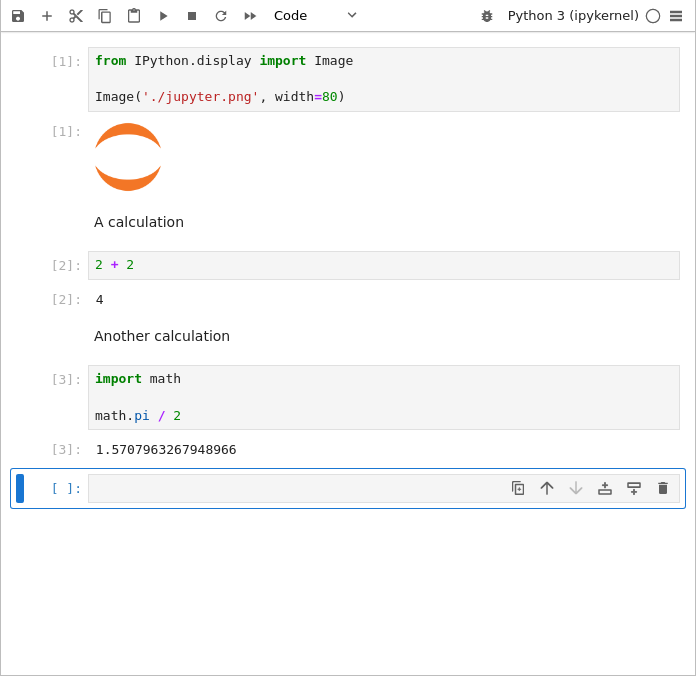 Code
Python 3 (ipykernel)
[1]: from IPython.display import Image
Image('./jupyter.png', width=80)
[1]:
A calculation
[2]: 2 + 2
[2]: 4
Another calculation
[3]: import math
math.pi / 2
[3]: 1.5707963267948966
[ ]: